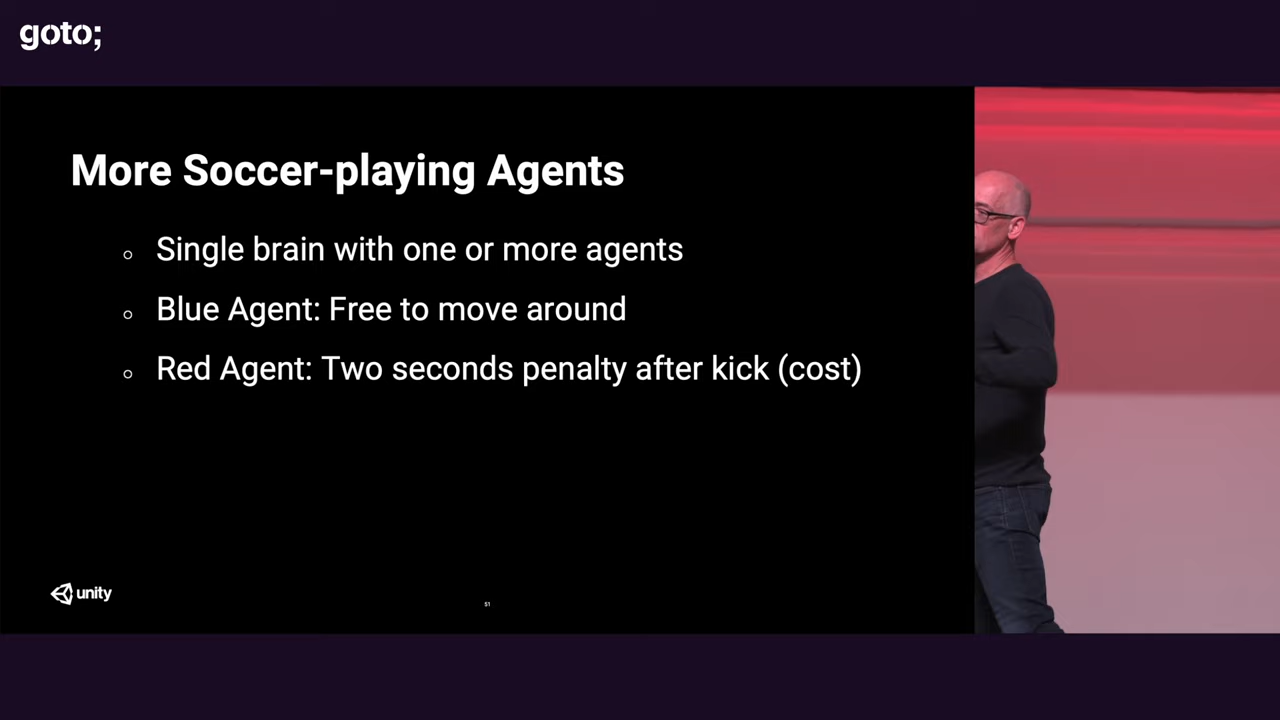 goto;
More Soccer-playing Agents
Single brain with one or more agents
Blue Agent: Free to move around
Red Agent: Two seconds penalty after kick (cost)
unity
51